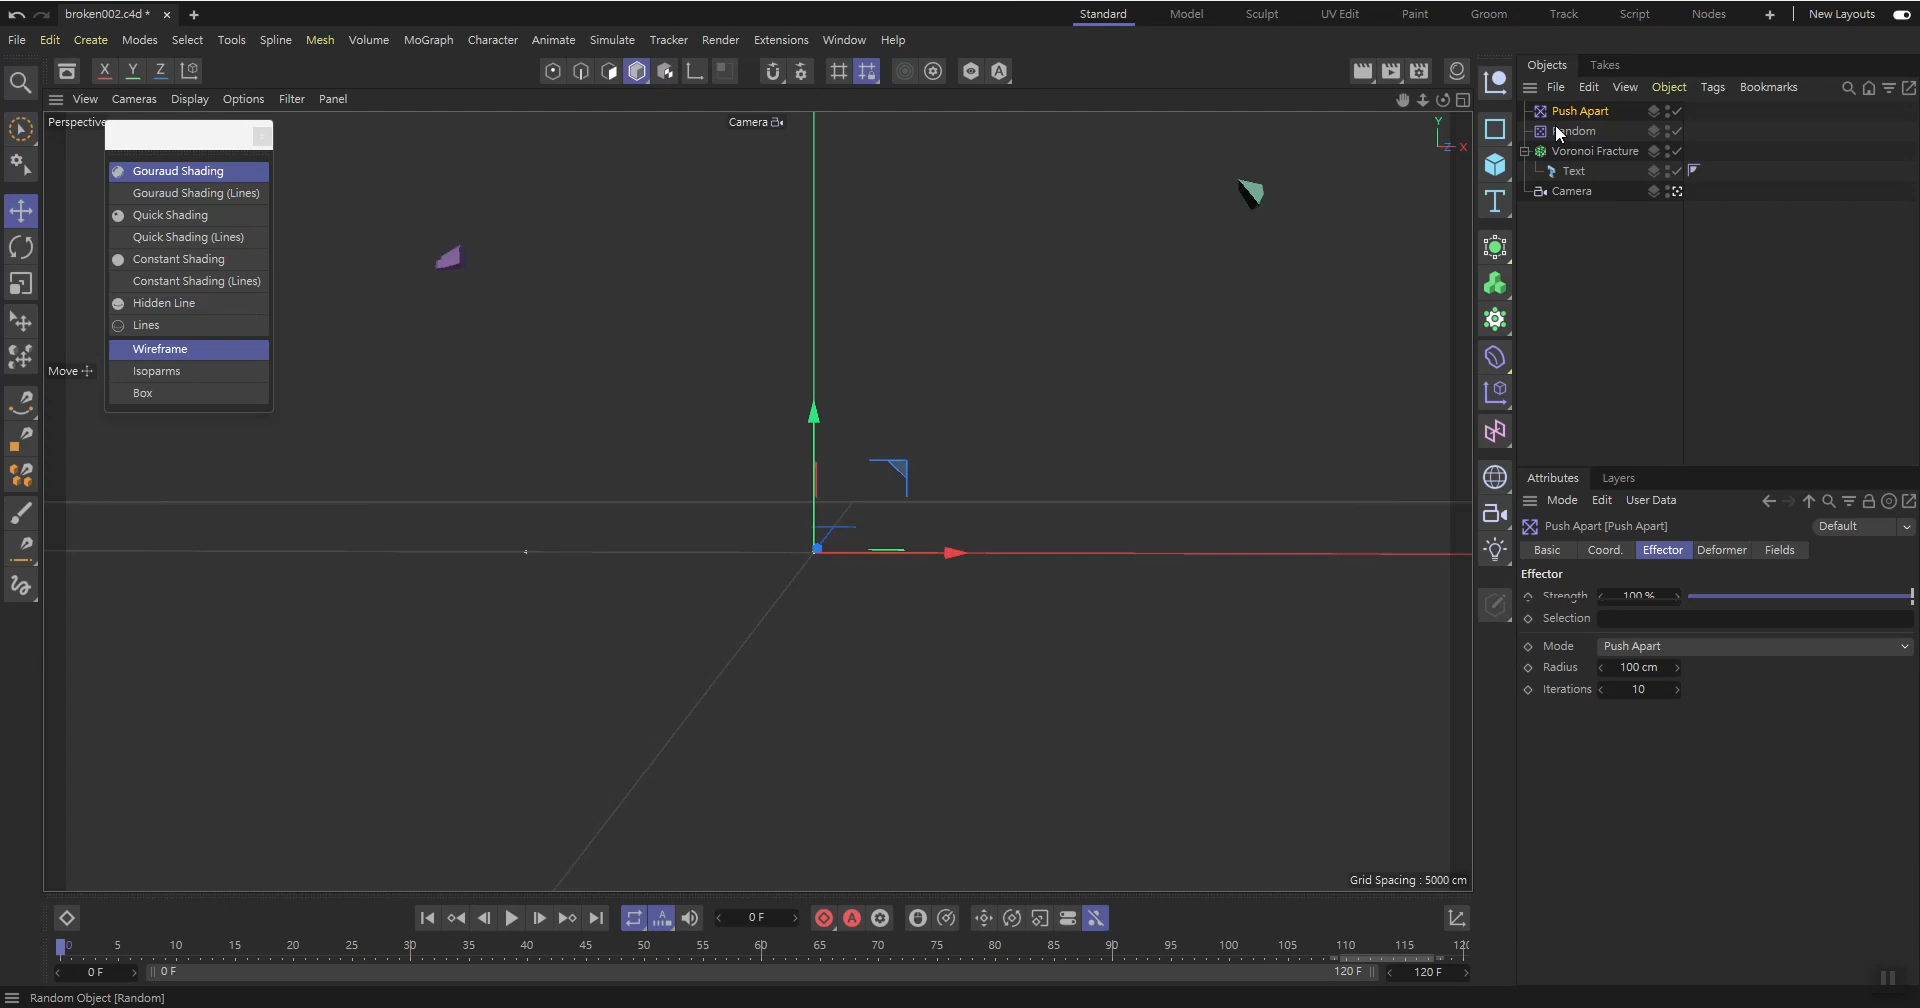 broken002.c4d *
Standard
Model
Sculpt
UV Edit
Paint
Groom
Track
Script
Nodes
New Layouts
File
Edit
Create
Modes
Select
Tools
Spline
Mesh
Volume
MoGraph
Character
Animate
Simulate
Tracker
Render
Extensions
Window
Help
X
Y
Z
Objects
Takes
File
Edit
View
Object
Tags
Bookmarks
View
Cameras
Display
Options
Filter
Panel
Perspective
Camera
Y
Z
X
Gouraud Shading
Gouraud Shading (Lines)
Quick Shading
Quick Shading (Lines)
Constant Shading
Constant Shading (Lines)
Hidden Line
Lines
Wireframe
Isoparms
Box
Move
Push Apart
Random
Voronoi Fracture
Text
Camera
Attributes
Layers
Mode
Edit
User Data
Push Apart [Push Apart]
Default
Basic
Coord.
Effector
Deformer
Fields
Effector
Strength
100 %
Selection
Mode
Push Apart
Radius
100 cm
Iterations
10
Grid Spacing : 5000 cm
0 F
0 5 10 15 20 25 30 35 40 45 50 55 60 65 70 75 80 85 90 95 100 105 110 115 120
0 F
0 F
120 F
120 F
Random Object [Random]